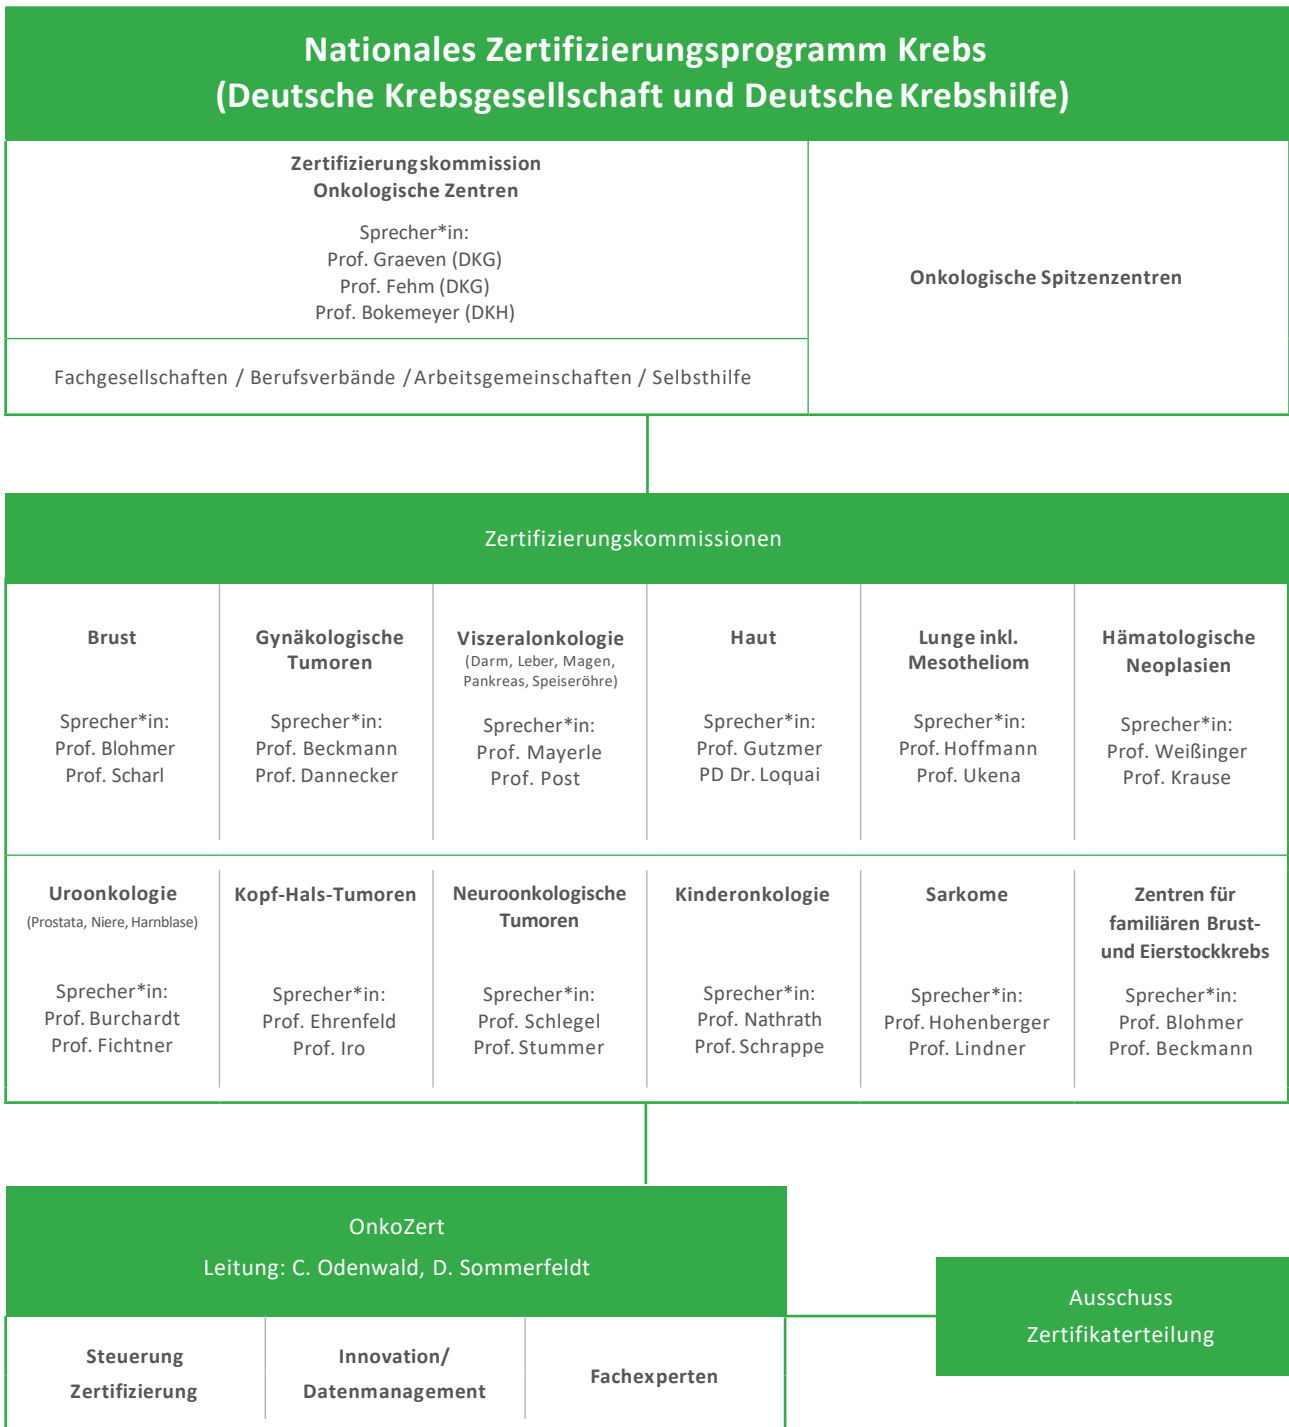 Nationales Zertifizierungsprogramm Krebs
(Deutsche Krebsgesellschaft und Deutsche Krebshilfe)
Zertifizierungskommission
Onkologische Zentren
Sprecher*in:
Prof. Graeven (DKG)
Prof. Fehm (DKG)
Prof. Bokemeyer (DKH)
Fachgesellschaften / Berufsverbände / Arbeitsgemeinschaften / Selbsthilfe
Onkologische Spitzenzentren
Zertifizierungskommissionen
Brust
Sprecher*in:
Prof. Blohmer
Prof. Scharl
Gynäkologische
Tumoren
Sprecher*in:
Prof. Beckmann
Prof. Dannecker
Viszeralonkologie
(Darm, Leber, Magen,
Pankreas, Speiseröhre)
Sprecher*in:
Prof. Mayerle
Prof. Post
Haut
Sprecher*in:
Prof. Gutzmer
PD Dr. Loquai
Lunge inkl.
Mesotheliom
Sprecher*in:
Prof. Hoffmann
Prof. Ukena
Hämatologische
Neoplasien
Sprecher*in:
Prof. Weißinger
Prof. Krause
Uroonkologie
(Prostata, Niere, Harnblase)
Sprecher*in:
Prof. Burchardt
Prof. Fichtner
Kopf-Hals-Tumoren
Sprecher*in:
Prof. Ehrenfeld
Prof. Iro
Neuroonkologische
Tumoren
Sprecher*in:
Prof. Schlegel
Prof. Stummer
Kinderonkologie
Sprecher*in:
Prof. Nathrath
Prof. Schrappe
Sarkome
Sprecher*in:
Prof. Hohenberger
Prof. Lindner
Zentren für
familiären Brust-
und Eierstockkrebs
Sprecher*in:
Prof. Blohmer
Prof. Beckmann
OnkoZert
Leitung: C. Odenwald, D. Sommerfeldt
Steuerung
Zertifizierung
Innovation/
Datenmanagement
Fachexperten
Ausschuss
Zertifikaterteilung